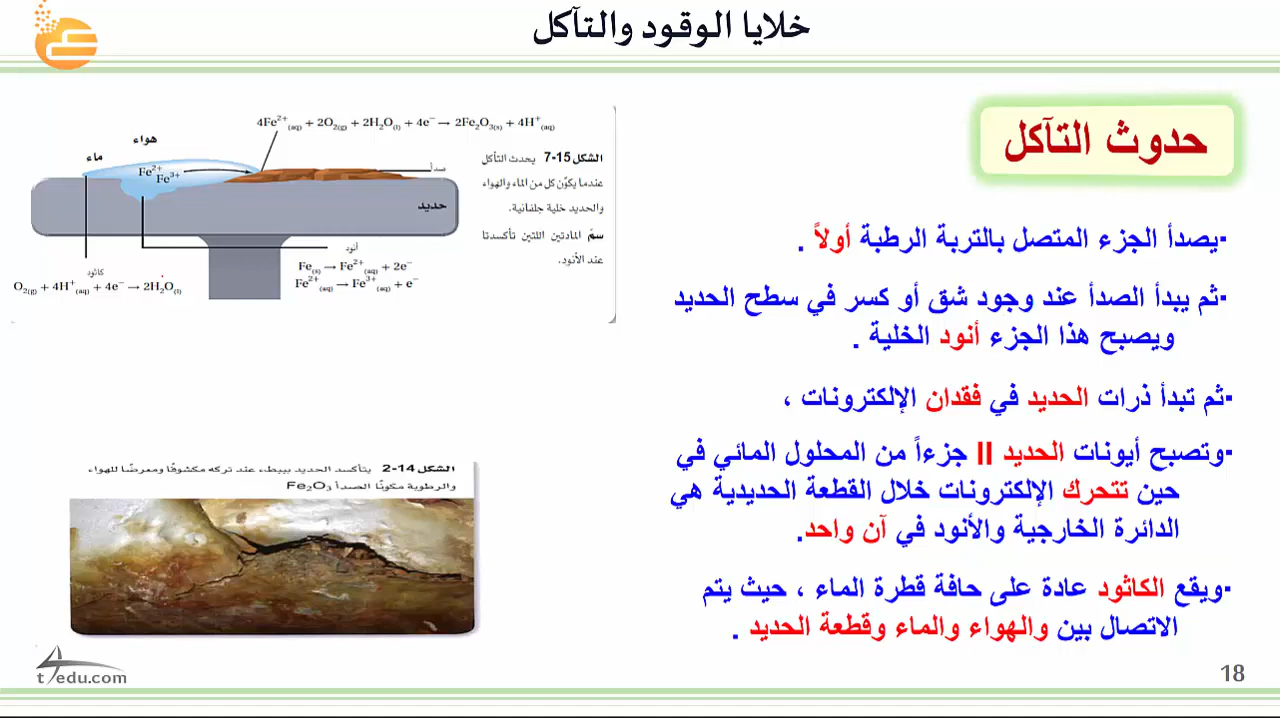 خلايا الوقود والتآكل
حدوث التآكل
·يصدأ الجزء المتصل بالتربة الرطبة أولاً .
·ثم يبدأ الصدأ عند وجود شق أو كسر في سطح الحديد
ويصبح هذا الجزء أنود الخلية .
·ثم تبدأ ذرات الحديد في فقدان الإلكترونات ،
·وتصبح أيونات الحديد II جزءاً من المحلول المائي في
حين تتحرك الإلكترونات خلال القطعة الحديدية هي
الدائرة الخارجية والأنود في آن واحد.
·ويقع الكاثود عادة على حافة قطرة الماء ، حيث يتم
الاتصال بين والهواء والماء وقطعة الحديد .
4Fe²⁺(aq) + 2O₂(g) + 2H₂O(l) + 4e⁻ → 2Fe₂O₃(s) + 4H⁺(aq)
الشكل 15-7 يحدث التآكل
عندما يكوّن كل من الماء والهواء
والحديد خلية جلفانية.
سمّ المادتين اللتين تأكسدتا
عند الأنود.
هواء
ماء
صدأ
Fe²⁺
Fe³⁺
حديد
أنود
Fe(s) → Fe²⁺(aq) + 2e⁻
Fe²⁺(aq) → Fe³⁺(aq) + e⁻
كاثود
O₂(g) + 4H⁺(aq) + 4e⁻ → 2H₂O(l)
الشكل 14-2 يتأكسد الحديد ببطء عند تركه مكشوفًا ومعرضًا للهواء
والرطوبة مكونًا الصدأ Fe₂O₃
edu.com
18